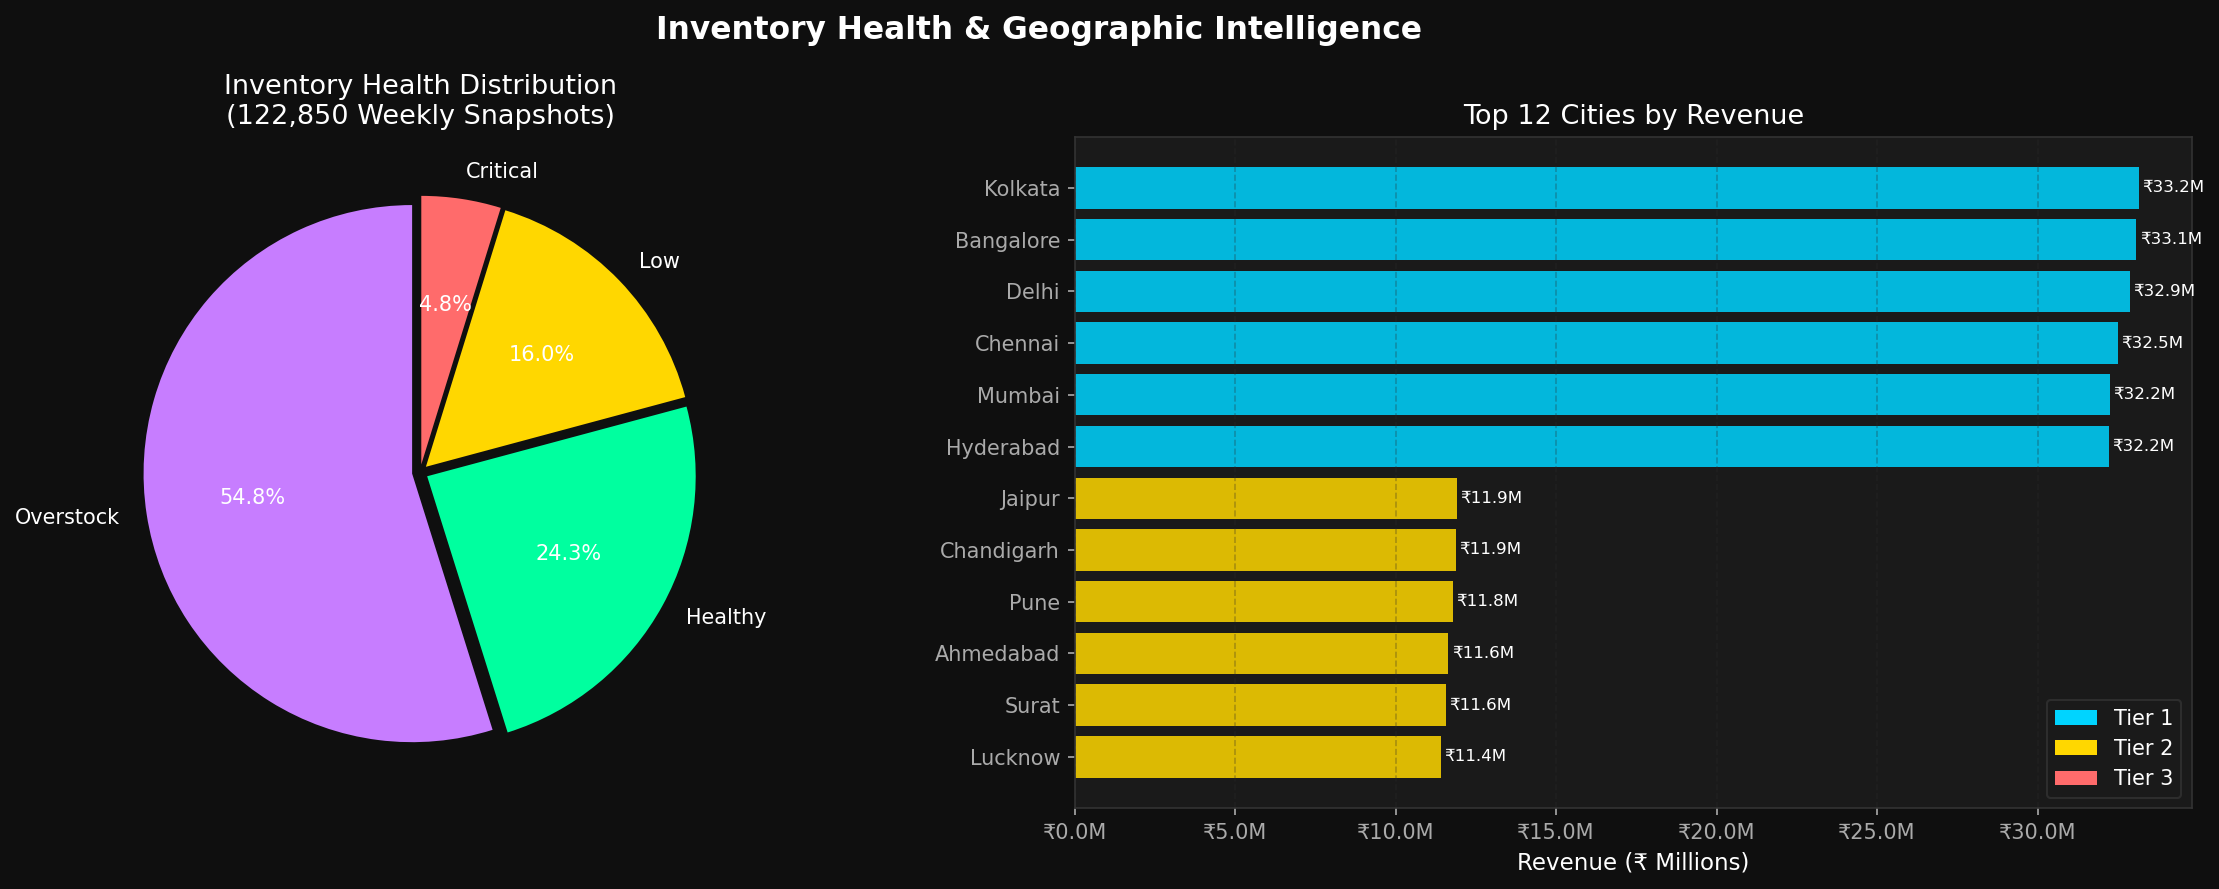 Inventory Health & Geographic Intelligence
Inventory Health Distribution
(122,850 Weekly Snapshots)
Critical
Low
4.8%
16.0%
54.8%
Overstock
24.3%
Healthy
Top 12 Cities by Revenue
Kolkata ₹33.2M
Bangalore ₹33.1M
Delhi ₹32.9M
Chennai ₹32.5M
Mumbai ₹32.2M
Hyderabad ₹32.2M
Jaipur ₹11.9M
Chandigarh ₹11.9M
Pune ₹11.8M
Ahmedabad ₹11.6M
Surat ₹11.6M
Lucknow ₹11.4M
Tier 1
Tier 2
Tier 3
₹0.0M ₹5.0M ₹10.0M ₹15.0M ₹20.0M ₹25.0M ₹30.0M
Revenue (₹ Millions)